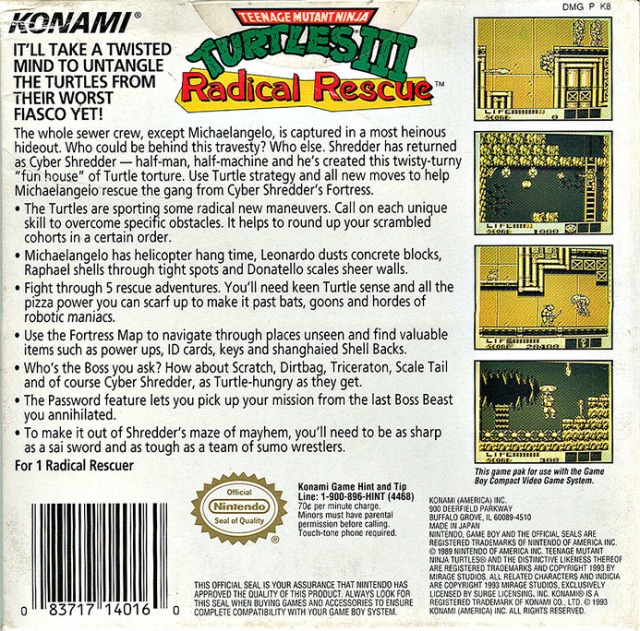 DMG P K8
KONAMI®
TEENAGE MUTANT NINJA
TURTLES III
Radical Rescue™
IT'LL TAKE A TWISTED
MIND TO UNTANGLE
THE TURTLES FROM
THEIR WORST
FIASCO YET!
The whole sewer crew, except Michaelangelo, is captured in a most heinous
hideout. Who could be behind this travesty? Who else. Shredder has returned
as Cyber Shredder — half-man, half-machine and he's created this twisty-turny
"fun house" of Turtle torture. Use Turtle strategy and all new moves to help
Michaelangelo rescue the gang from Cyber Shredder's Fortress.
• The Turtles are sporting some radical new maneuvers. Call on each unique
skill to overcome specific obstacles. It helps to round up your scrambled
cohorts in a certain order.
• Michaelangelo has helicopter hang time, Leonardo dusts concrete blocks,
Raphael shells through tight spots and Donatello scales sheer walls.
• Fight through 5 rescue adventures. You'll need keen Turtle sense and all the
pizza power you can scarf up to make it past bats, goons and hordes of
robotic maniacs.
• Use the Fortress Map to navigate through places unseen and find valuable
items such as power ups, ID cards, keys and shanghaied Shell Backs.
• Who's the Boss you ask? How about Scratch, Dirtbag, Triceraton, Scale Tail
and of course Cyber Shredder, as Turtle-hungry as they get.
• The Password feature lets you pick up your mission from the last Boss Beast
you annihilated.
• To make it out of Shredder's maze of mayhem, you'll need to be as sharp
as a sai sword and as tough as a team of sumo wrestlers.
For 1 Radical Rescuer
LIFE
SCORE 0
LIFE
SCORE 1000
LIFE
SCORE 20400
LIFE
SCORE 300
This game pak for use with the Game
Boy Compact Video Game System.
0 83717 14016 0
Official
Nintendo®
Seal of Quality
®
Konami Game Hint and Tip
Line: 1-900-896-HINT (4468)
70¢ per minute charge.
Minors must have parental
permission before calling.
Touch-tone phone required.
THIS OFFICIAL SEAL IS YOUR ASSURANCE THAT NINTENDO HAS
APPROVED THE QUALITY OF THIS PRODUCT. ALWAYS LOOK FOR
THIS SEAL WHEN BUYING GAMES AND ACCESSORIES TO ENSURE
COMPLETE COMPATIBILITY WITH YOUR GAME BOY SYSTEM.
KONAMI (AMERICA) INC.
900 DEERFIELD PARKWAY
BUFFALO GROVE, IL 60089-4510
MADE IN JAPAN
NINTENDO, GAME BOY AND THE OFFICIAL SEALS ARE
REGISTERED TRADEMARKS OF NINTENDO OF AMERICA INC.
© 1989 NINTENDO OF AMERICA INC. TEENAGE MUTANT
NINJA TURTLES® AND THE DISTINCTIVE LIKENESS THEREOF
ARE REGISTERED TRADEMARKS AND COPYRIGHT 1993 BY
MIRAGE STUDIOS. ALL RELATED CHARACTERS AND INDICIA
ARE COPYRIGHT 1993 MIRAGE STUDIOS, EXCLUSIVELY
LICENSED BY SURGE LICENSING, INC. KONAMI® IS A
REGISTERED TRADEMARK OF KONAMI CO., LTD. © 1993
KONAMI (AMERICA) INC. ALL RIGHTS RESERVED.